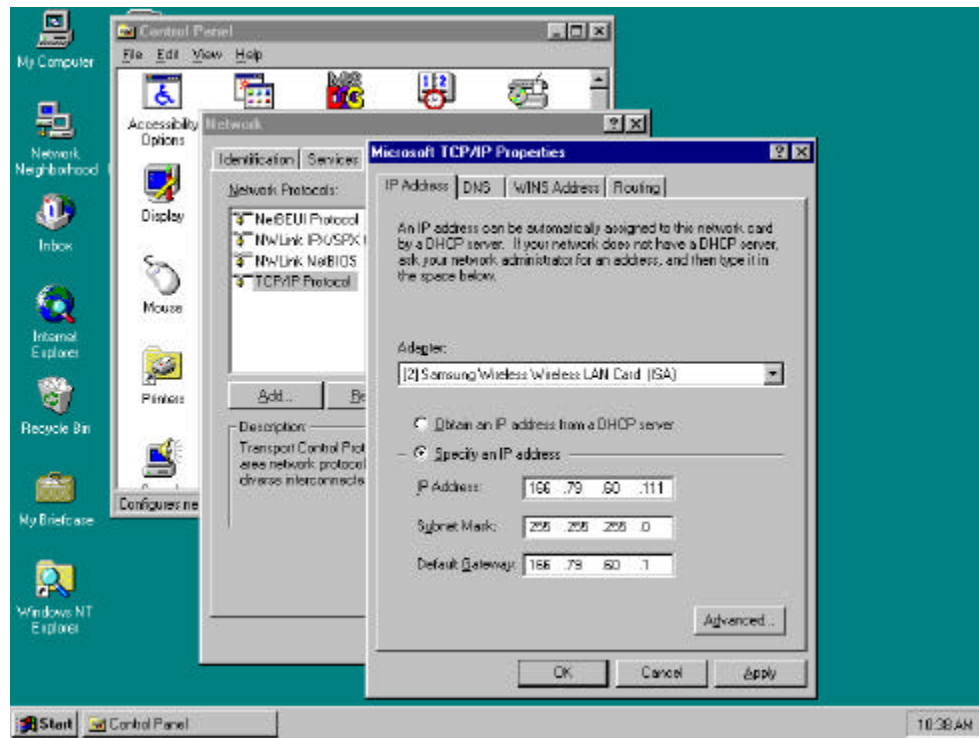 My Computer
Network
Neighborhood
Inbox
Internet
Explorer
Recycle Bin
My Briefcase
Windows NT
Explorer
Control Panel
File Edit View Help
Accessibility
Options
Display
Mouse
Printers
Configures ne
Network
Identification Services
Network Protocols:
NetBEUI Protocol
NWLink IPX/SPX
NWLink NetBIOS
TCP/IP Protocol
Add... Re
Description:
Transport Control Prot
area network protocol
diverse interconnecte
Microsoft TCP/IP Properties
IP Address DNS WINS Address Routing
An IP address can be automatically assigned to this network card
by a DHCP server. If your network does not have a DHCP server,
ask your network administrator for an address, and then type it in
the space below.
Adapter:
[2] Samsung Wireless Wireless LAN Card (ISA)
Obtain an IP address from a DHCP server
Specify an IP address
IP Address: 166 .79 .60 .111
Subnet Mask: 255 .255 .255 .0
Default Gateway: 166 .79 .60 .1
Advanced...
OK Cancel Apply
Start Control Panel 10:38 AM